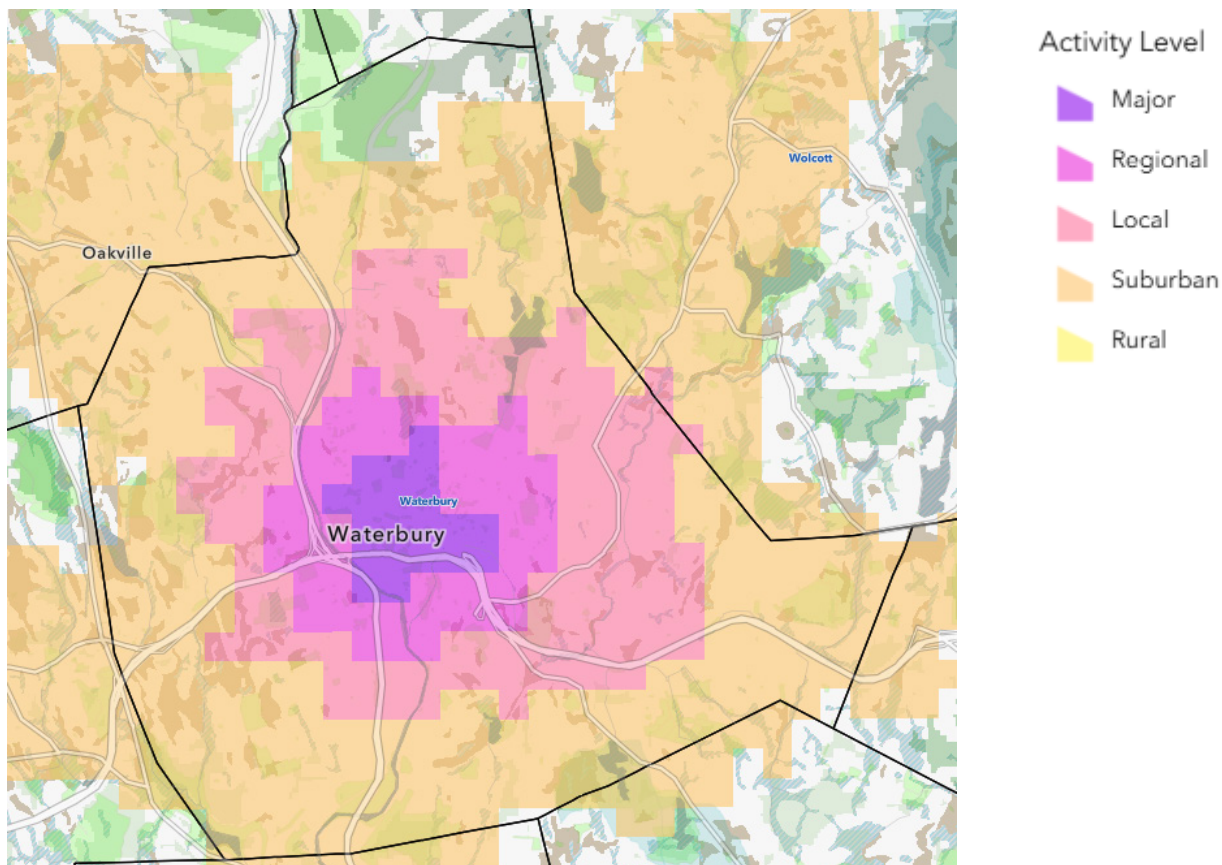 Activity Level
Major
Regional
Local
Suburban
Rural
Wolcott
Oakville
Waterbury
Waterbury